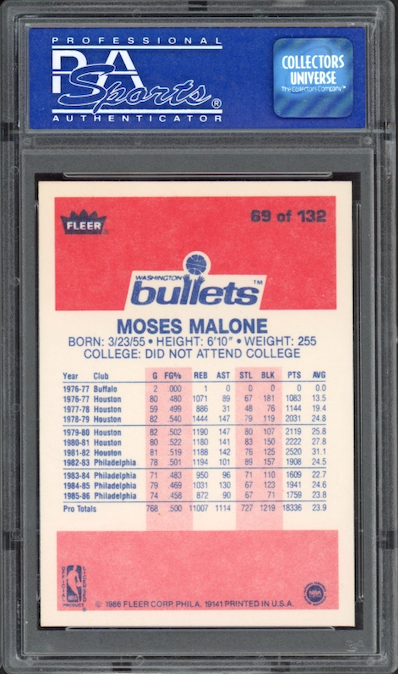 PROFESSIONAL
PSA
Sports®
AUTHENTICATOR
COLLECTORS
UNIVERSE
The Collectors Company™
FLEER
69 of 132
WASHINGTON
bullets™
MOSES MALONE
BORN: 3/23/55 • HEIGHT: 6'10" • WEIGHT: 255
COLLEGE: DID NOT ATTEND COLLEGE
Year Club G FG% REB AST STL BLK PTS AVG
1976-77 Buffalo 2 .000 1 0 0 0 0 0.0
1976-77 Houston 80 .480 1071 89 67 181 1083 13.5
1977-78 Houston 59 .499 886 31 48 76 1144 19.4
1978-79 Houston 82 .540 1444 147 79 119 2031 24.8
1979-80 Houston 82 .502 1190 147 80 107 2119 25.8
1980-81 Houston 80 .522 1180 141 83 150 2222 27.8
1981-82 Houston 81 .519 1188 142 76 125 2520 31.1
1982-83 Philadelphia 78 .501 1194 101 89 157 1908 24.5
1983-84 Philadelphia 71 .483 950 96 71 110 1609 22.7
1984-85 Philadelphia 79 .469 1031 130 67 123 1941 24.6
1985-86 Philadelphia 74 .458 872 90 67 71 1759 23.8
Pro Totals 768 .500 11007 1114 727 1219 18336 23.9
© 1986 FLEER CORP. PHILA., 19141 PRINTED IN U.S.A.